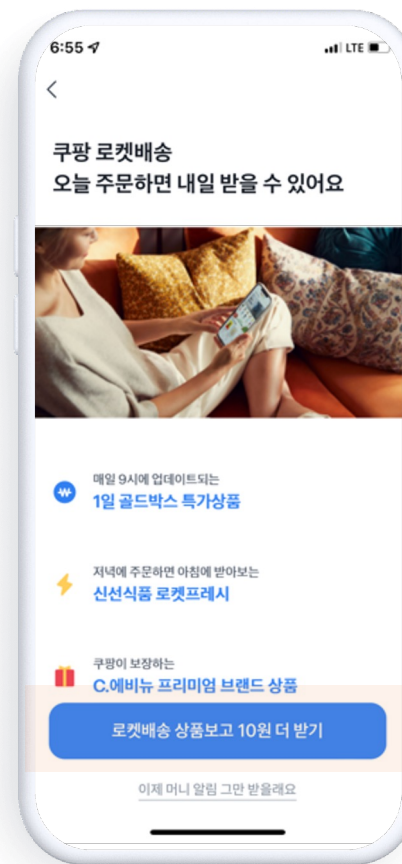 6:55
LTE
쿠팡 로켓배송
오늘 주문하면 내일 받을 수 있어요
매일 9시에 업데이트되는
1일 골드박스 특가상품
저녁에 주문하면 아침에 받아보는
신선식품 로켓프레시
쿠팡이 보장하는
C.에비뉴 프리미엄 브랜드 상품
로켓배송 상품보고 10원 더 받기
이제 머니 알림 그만 받을래요